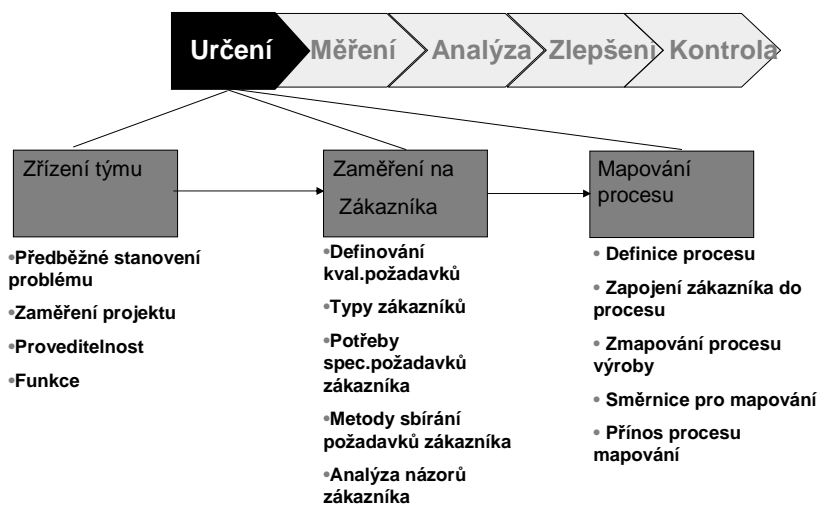 Určení
Měření
Analýza
Zlepšení
Kontrola
Zřízení týmu
Zaměření na
Zákazníka
Mapování
procesu
•Předběžné stanovení
problému
•Zaměření projektu
•Proveditelnost
•Funkce
•Definování
kval.požadavků
•Typy zákazníků
•Potřeby
spec.požadavků
zákazníka
•Metody sbírání
požadavků zákazníka
•Analýza názorů
zákazníka
• Definice procesu
• Zapojení zákazníka do
procesu
• Zmapování procesu
výroby
• Směrnice pro mapování
• Přínos procesu
mapování